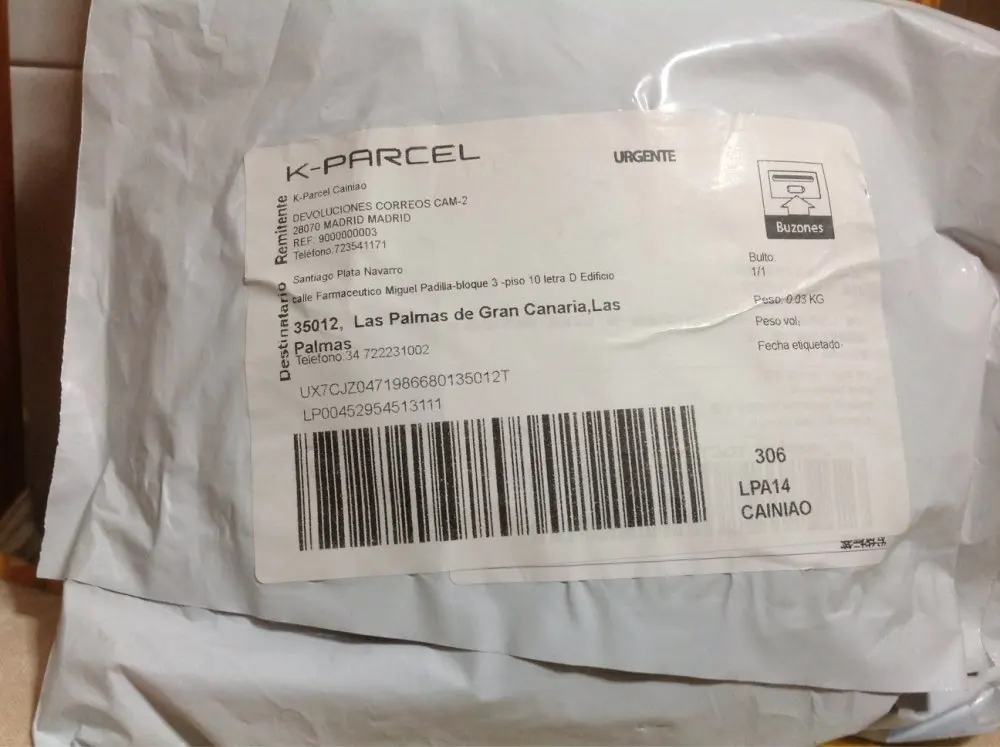 K-PARCEL
URGENTE
Remitente
K-Parcel Cainiao
DEVOLUCIONES CORREOS CAM-2
28070 MADRID MADRID
REF: 9000000003
Teléfono.723541171
Buzones
Destinatario
Santiago Plata Navarro
calle Farmaceutico Miguel Padilla-bloque 3 -piso 10 letra D Edificio
35012, Las Palmas de Gran Canaria,Las
Palmas
Teléfono.34 722231002
Bulto
1/1
Peso: 0.03 KG
Peso vol;
Fecha etiquetado
UX7CJZ0471986680135012T
LP00452954513111
306
LPA14
CAINIAO